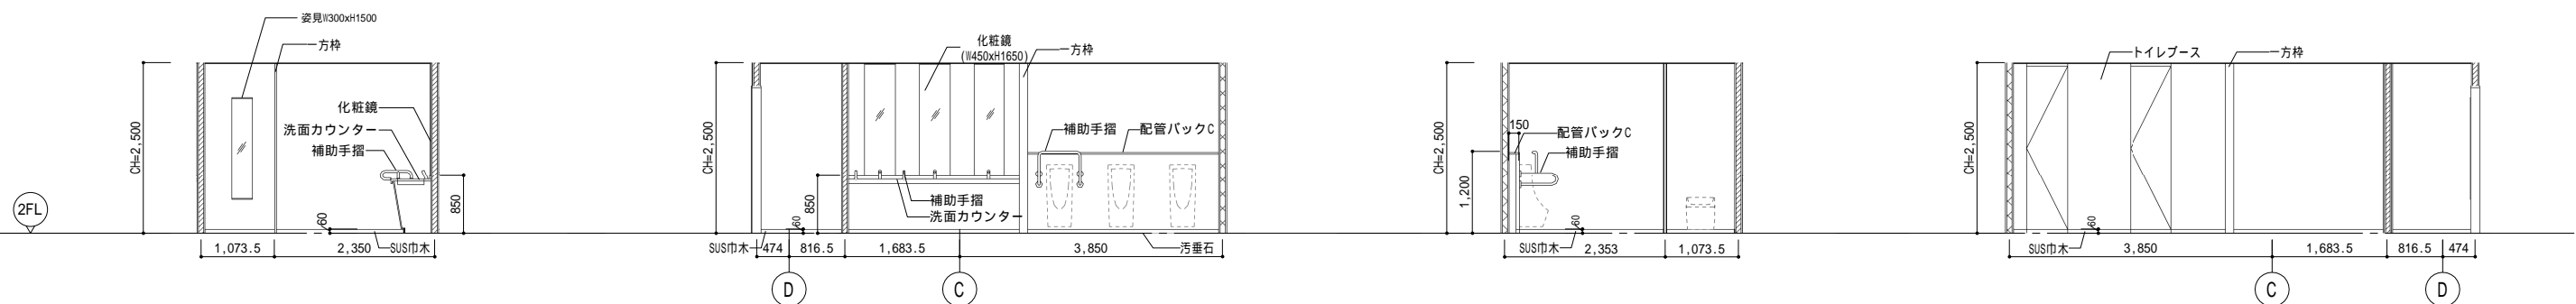 2FL
姿見W300xH1500
一方枠
CH=2,500
化粧鏡
洗面カウンター
補助手摺
850
60
SUS巾木
1,073.5
2,350
化粧鏡
(W450xH1650)
一方枠
CH=2,500
補助手摺
配管パックC
850
補助手摺
洗面カウンター
60
SUS巾木
474
816.5
1,683.5
3,850
汚垂石
D
C
CH=2,500
150
配管パックC
補助手摺
1,200
60
SUS巾木
2,353
1,073.5
トイレブース
一方枠
CH=2,500
60
SUS巾木
3,850
1,683.5
816.5
474
C
D